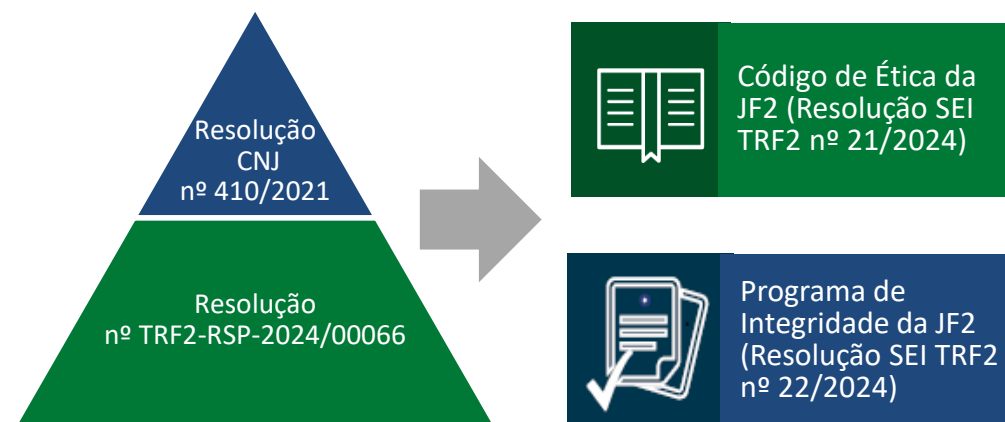 Resolução
CNJ
nº 410/2021
Resolução
nº TRF2-RSP-2024/00066
Código de Ética da
JF2 (Resolução SEI
TRF2 nº 21/2024)
Programa de
Integridade da JF2
(Resolução SEI TRF2
nº 22/2024)